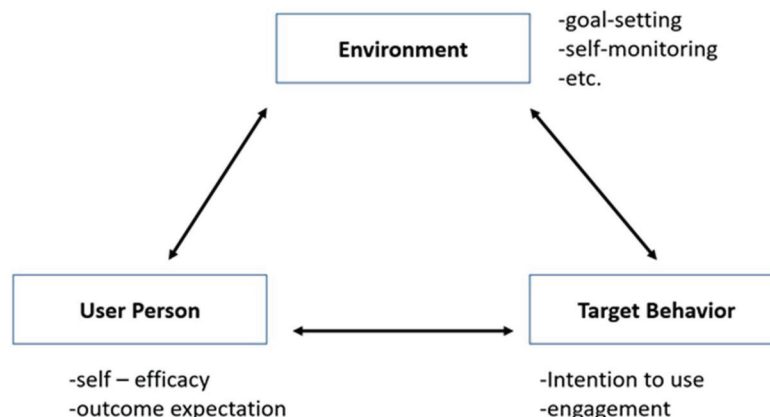 Environment
-goal-setting
-self-monitoring
-etc.
User Person
-self – efficacy
-outcome expectation
Target Behavior
-Intention to use
-engagement